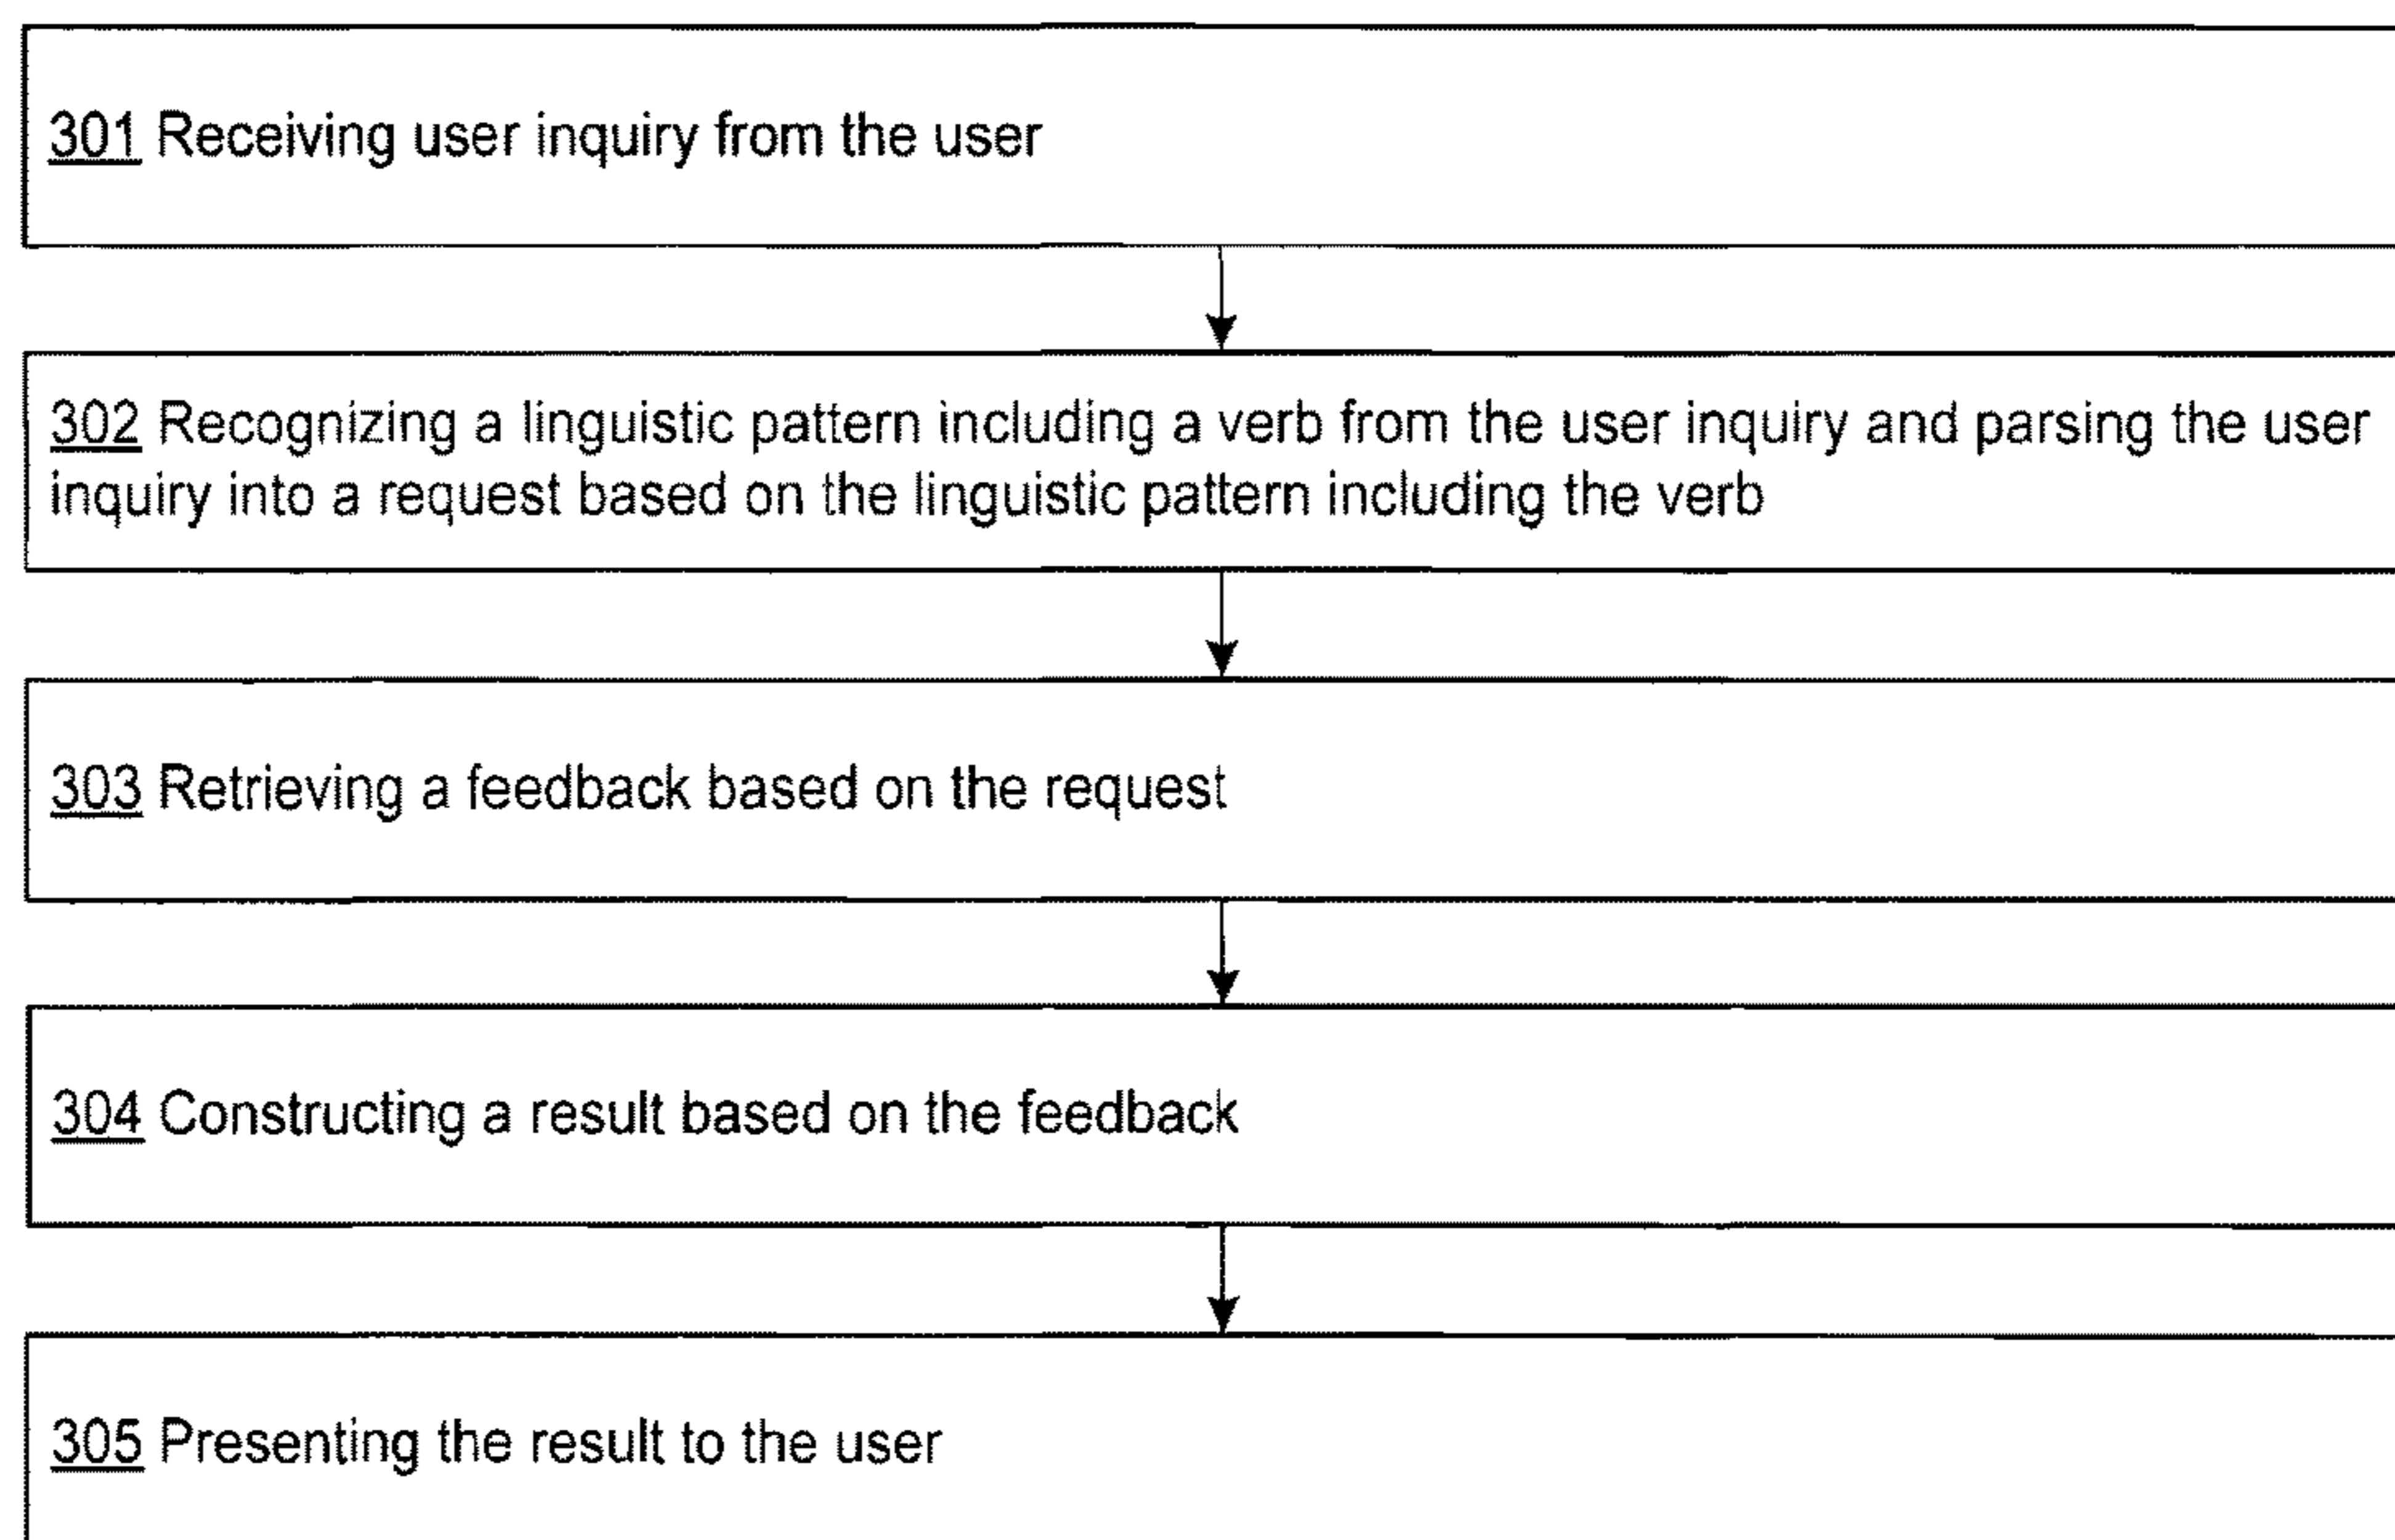 301 Receiving user inquiry from the user
302 Recognizing a linguistic pattern including a verb from the user inquiry and parsing the user
inquiry into a request based on the linguistic pattern including the verb
303 Retrieving a feedback based on the request
304 Constructing a result based on the feedback
305 Presenting the result to the user